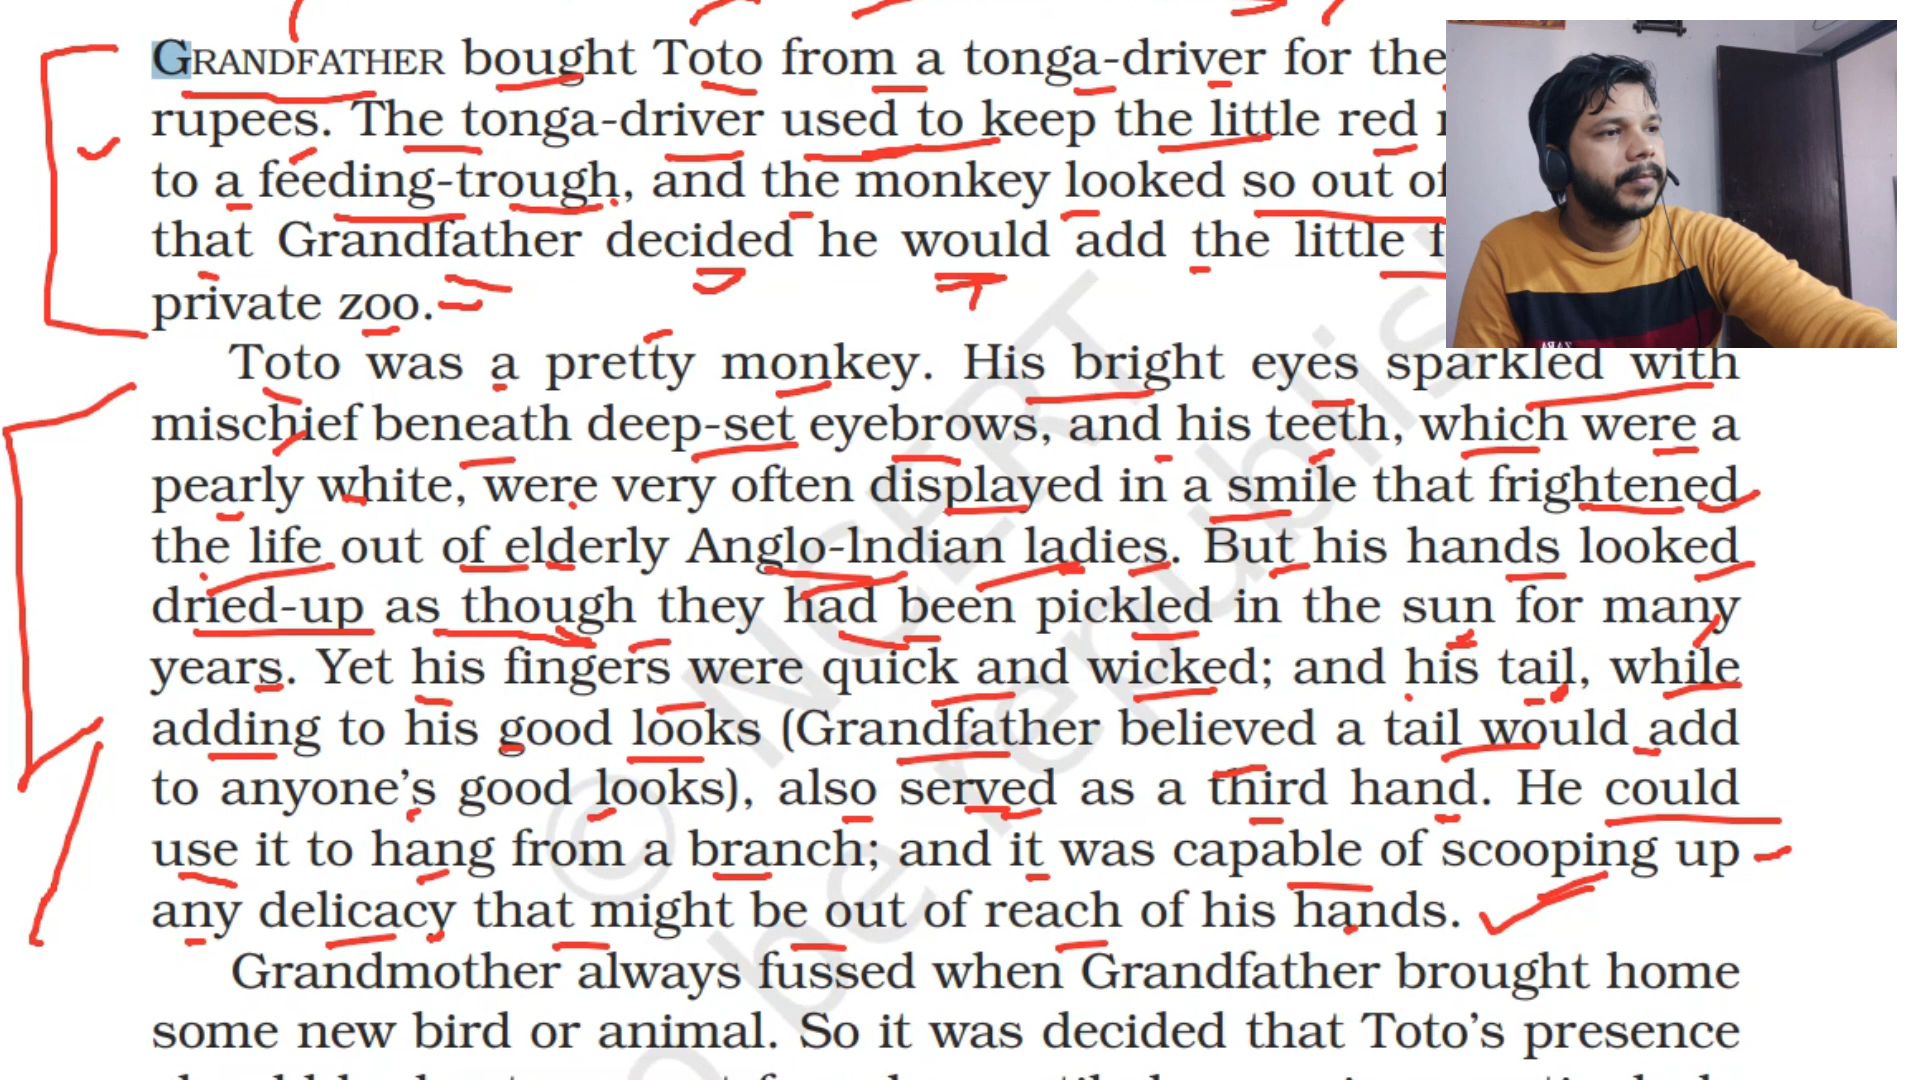 GRANDFATHER bought Toto from a tonga-driver for the
rupees. The tonga-driver used to keep the little red
to a feeding-trough, and the monkey looked so out of
that Grandfather decided he would add the little
private zoo.
Toto was a pretty monkey. His bright eyes sparkled with
mischief beneath deep-set eyebrows, and his teeth, which were a
pearly white, were very often displayed in a smile that frightened
the life out of elderly Anglo-Indian ladies. But his hands looked
dried-up as though they had been pickled in the sun for many
years. Yet his fingers were quick and wicked; and his tail, while
adding to his good looks (Grandfather believed a tail would add
to anyone’s good looks), also served as a third hand. He could
use it to hang from a branch; and it was capable of scooping up
any delicacy that might be out of reach of his hands.
Grandmother always fussed when Grandfather brought home
some new bird or animal. So it was decided that Toto’s presence
© NCERT
be republis